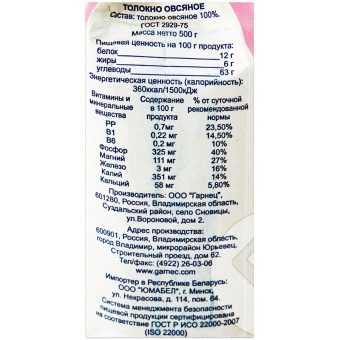 ТОЛОКНО ОВСЯНОЕ
Состав: толокно овсяное 100%.
ГОСТ 2929-75
Масса нетто 500 г
Пищевая ценность на 100 г продукта:
белок 12 г
жиры 6 г
углеводы 63 г
Энергетическая ценность (калорийность):
360ккал/1500кДж
Витамины и минеральные вещества Содержание в 100 г продукта % от суточной рекомендованной нормы
PP 0,7мг 23,50%
B1 0,22 мг 14,50%
B6 0,2 мг 10%
Фосфор 325 мг 40%
Магний 111 мг 27%
Железо 3 мг 16%
Калий 351 мг 14%
Кальций 58 мг 5,80%
Производитель: ООО "Гарнец",
601280, Россия, Владимирская область,
Суздальский район, село Сновицы,
ул.Вороновой, дом 2.
Адрес производства:
600901, Россия, Владимирская область,
город Владимир, микрорайон Юрьевец,
Строительный проезд, дом 62.
Тел/факс: (4922) 26-03-06
www.garnec.com
Импортер в Республике Беларусь:
ООО "ЮМАБЕЛ", г. Минск,
ул. Некрасова, д. 114, пом. 64.
Система менеджмента безопасности
пищевой продукции сертифицирована
на соответствие ГОСТ Р ИСО 22000-2007
(ISO 22000)